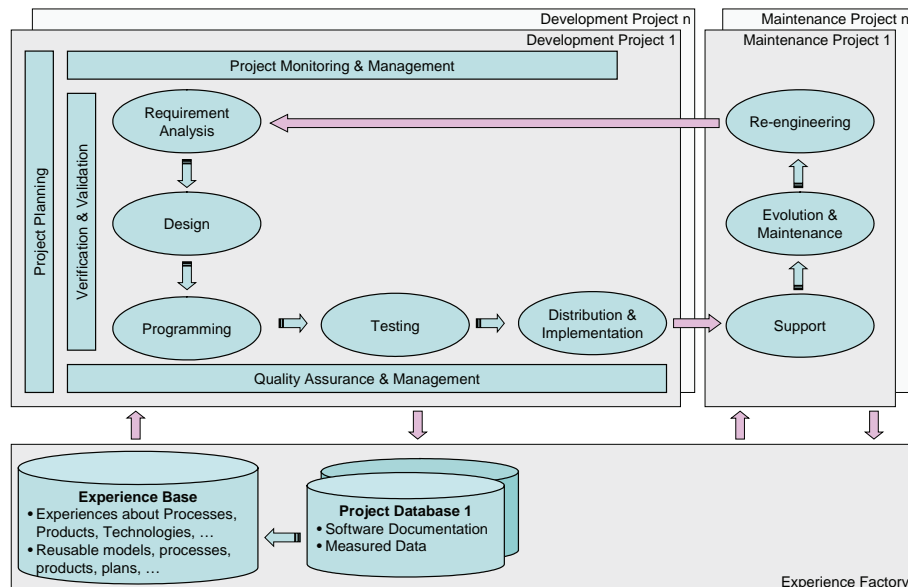 Development Project n
Maintenance Project n
Development Project 1
Maintenance Project 1
Project Monitoring & Management
Project Planning
Verification & Validation
Requirement
Analysis
Re-engineering
Design
Evolution &
Maintenance
Programming
Testing
Distribution &
Implementation
Support
Quality Assurance & Management
Experience Base
• Experiences about Processes,
Products, Technologies, …
• Reusable models, processes,
products, plans, …
Project Database 1
• Software Documentation
• Measured Data
Experience Factory